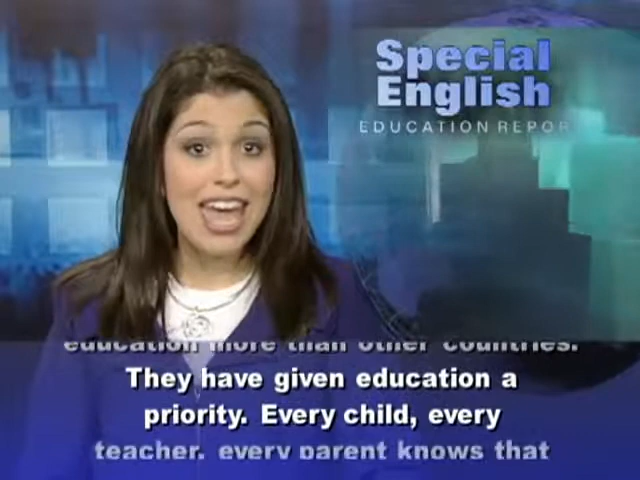 Special
English
EDUCATION REPOR
education more than other countries.
They have given education a
priority. Every child, every
teacher, every parent knows that